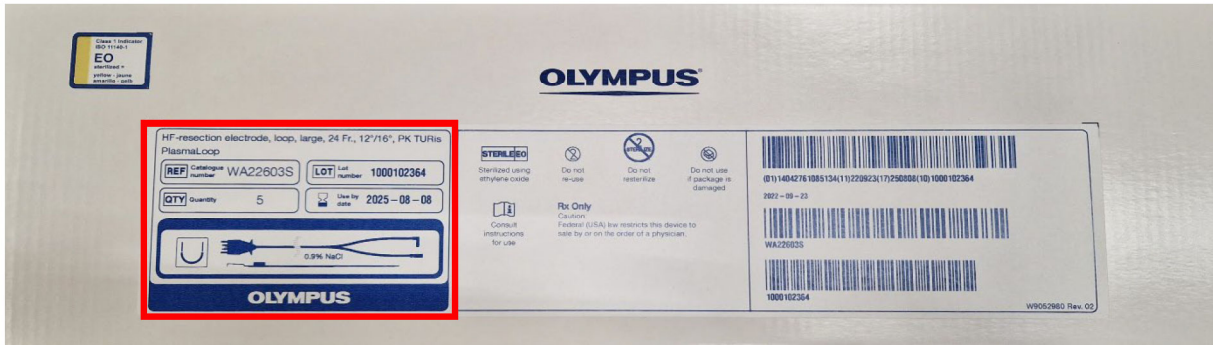 Class 1 Indicator
ISO 11140-1
EO
sterilized =
yellow - jaune
amarillo - gelb
OLYMPUS
HF-resection electrode, loop, large, 24 Fr., 12°/16°, PK TURis
PlasmaLoop
REF Catalogue number WA22603S
LOT Lot number 1000102364
QTY Quantity 5
Use by date 2025-08-08
0.9% NaCl
OLYMPUS
STERILE EO
Sterilized using
ethylene oxide
2
Do not
re-use
2
STERILIZE
Do not
resterilize
Do not use
if package is
damaged
Consult
instructions
for use
Rx Only
Caution:
Federal (USA) law restricts this device to
sale by or on the order of a physician.
(01)14042761085134(11)220923(17)250808(10)1000102364
2022-09-23
WA22603S
1000102364
W9052980 Rev. 02